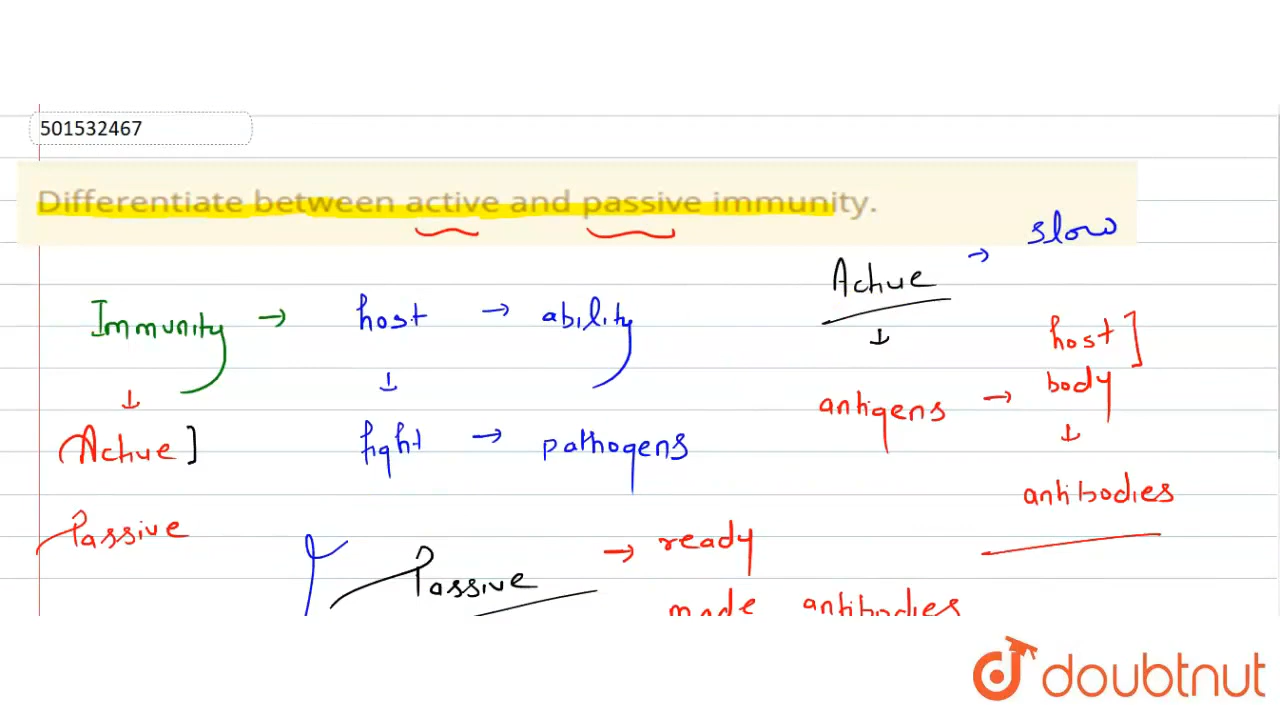 501532467
Differentiate between active and passive immunity.
Immunity → host → ability
↓ ↓
Active] fight → pathogens
Passive
Active → slow
↓
antigens → host]
body
↓
antibodies
Passive → ready
made antibodies
doubtnut